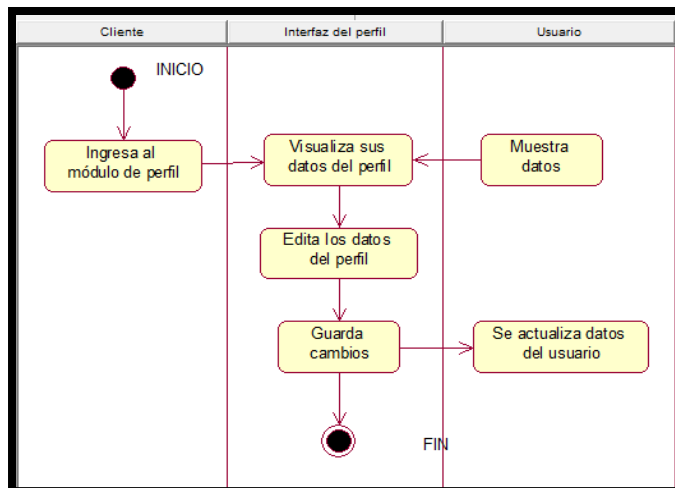 Cliente
Interfaz del perfil
Usuario
INICIO
Ingresa al
módulo de perfil
Visualiza sus
datos del perfil
Muestra
datos
Edita los datos
del perfil
Guarda
cambios
Se actualiza datos
del usuario
FIN